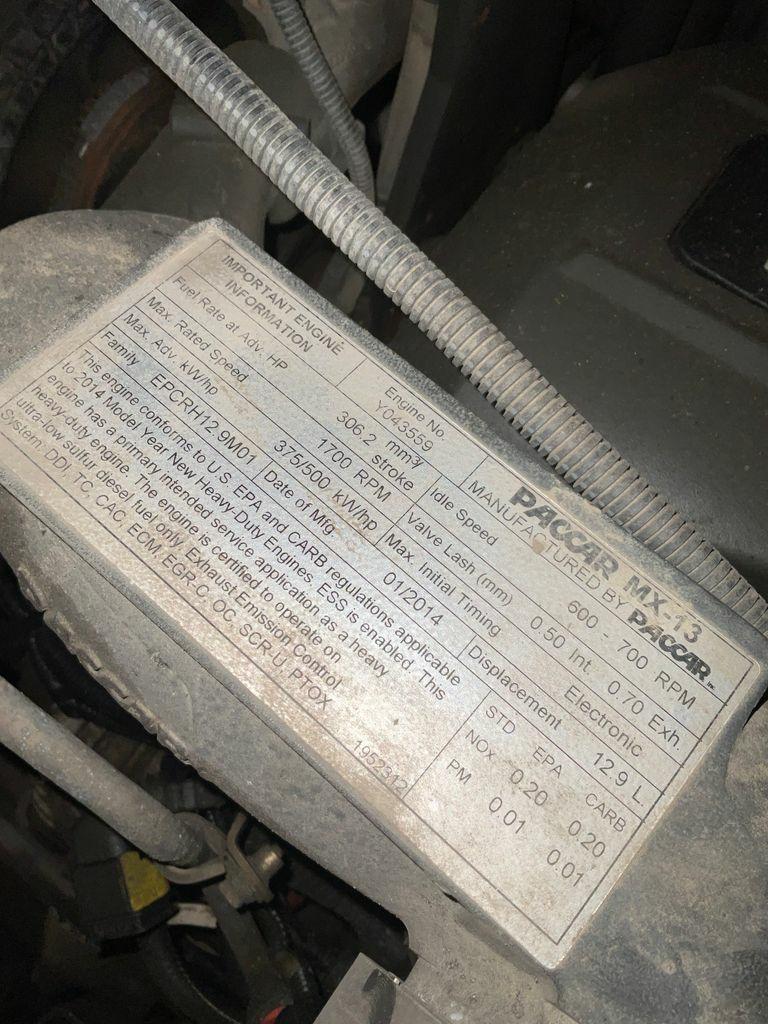 IMPORTANT ENGINE
INFORMATION
Engine No.
Y043559
PACCAR MX-13
MANUFACTURED BY PACCAR
Fuel Rate at Adv. HP 306.2 mm³/stroke
Idle Speed 600 - 700 RPM
Max. Rated Speed 1700 RPM
Valve Lash (mm) 0.50 Int. 0.70 Exh.
Max. Adv. kW/hp 375/500 kW/hp
Max. Initial Timing Electronic
Family EPCRH12.9M01
Date of Mfg. 01/2014
Displacement 12.9 L
This engine conforms to U.S. EPA and CARB regulations applicable
to 2014 Model Year New Heavy-Duty Engines. ESS is enabled. This
engine has a primary intended service application as a heavy
heavy-duty engine. The engine is certified to operate on
ultra-low sulfur diesel fuel only. Exhaust Emission Control
System: DDI, TC, CAC, ECM, EGR-C, OC, SCR U, PTOX
1952312
STD EPA CARB
NOX 0.20 0.20
PM 0.01 0.01